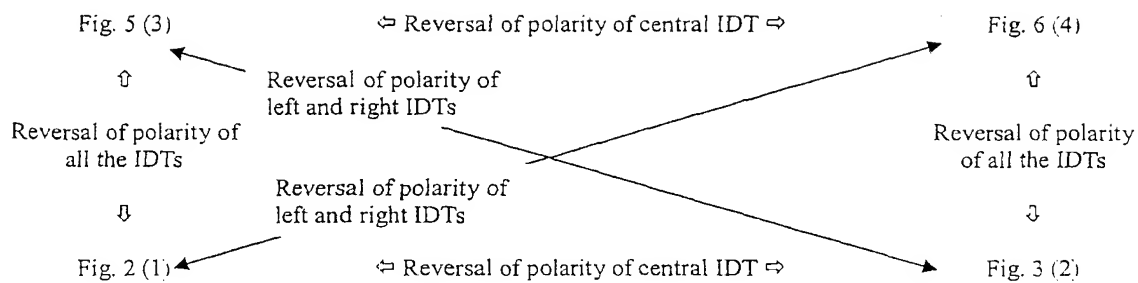 Fig. 5 (3) ⇦ Reversal of polarity of central IDT ⇨ Fig. 6 (4)
⇧ Reversal of polarity of ⇧
left and right IDTs
Reversal of polarity of Reversal of polarity
all the IDTs of all the IDTs
Reversal of polarity of
⇩ left and right IDTs ⇩
Fig. 2 (1) ⇦ Reversal of polarity of central IDT ⇨ Fig. 3 (2)